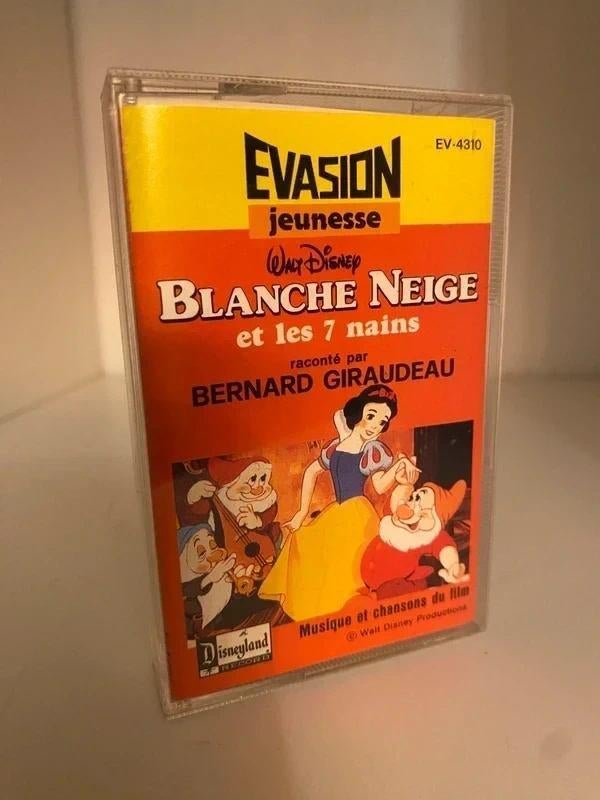 EV-4310
EVASION
jeunesse
WALT DISNEY
BLANCHE NEIGE
et les 7 nains
raconté par
BERNARD GIRAUDEAU
Musique et chansons du film
© Walt Disney Productions
Disneyland
RECORD